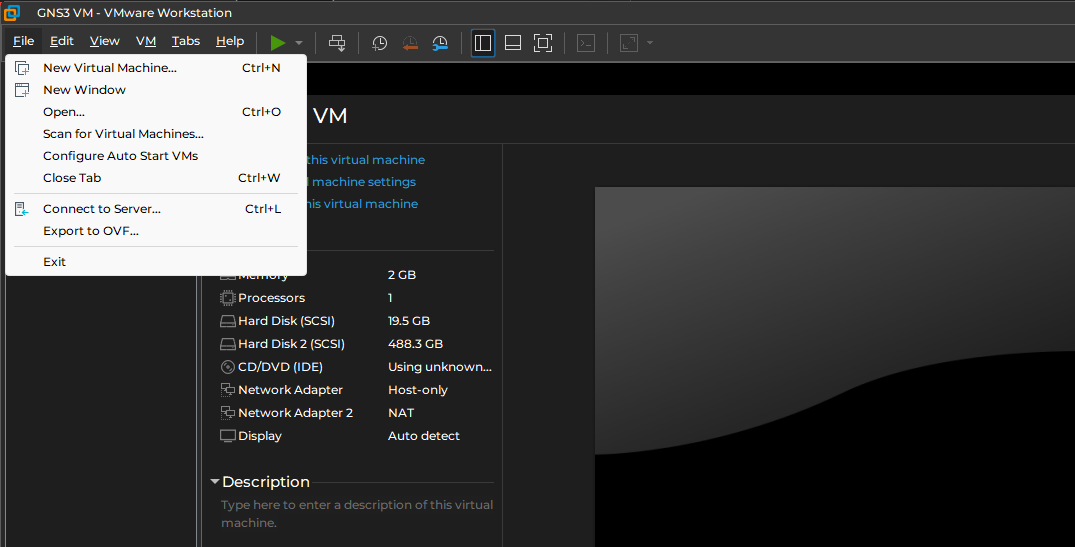 GNS3 VM - VMware Workstation
File Edit View VM Tabs Help
New Virtual Machine... Ctrl+N
New Window
Open... Ctrl+O
Scan for Virtual Machines...
Configure Auto Start VMs
Close Tab Ctrl+W
Connect to Server... Ctrl+L
Export to OVF...
Exit
VM
this virtual machine
machine settings
this virtual machine
Memory 2 GB
Processors 1
Hard Disk (SCSI) 19.5 GB
Hard Disk 2 (SCSI) 488.3 GB
CD/DVD (IDE) Using unknown...
Network Adapter Host-only
Network Adapter 2 NAT
Display Auto detect
Description
Type here to enter a description of this virtual
machine.